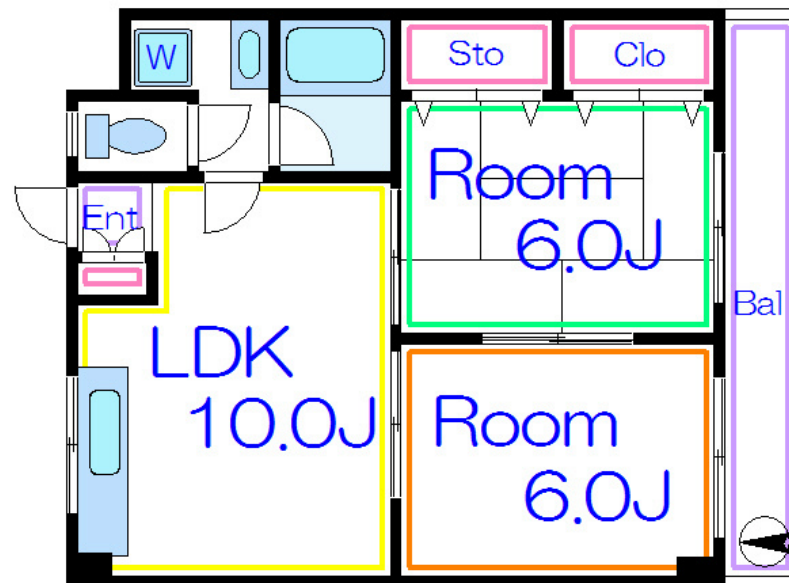 W
Sto
Clo
Room
6.0J
Ent
Bal
LDK
10.0J
Room
6.0J